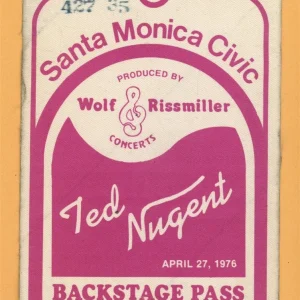 427 35
Santa Monica Civic
PRODUCED BY
Wolf Rissmiller
CONCERTS
Ted Nugent
APRIL 27, 1976
BACKSTAGE PASS